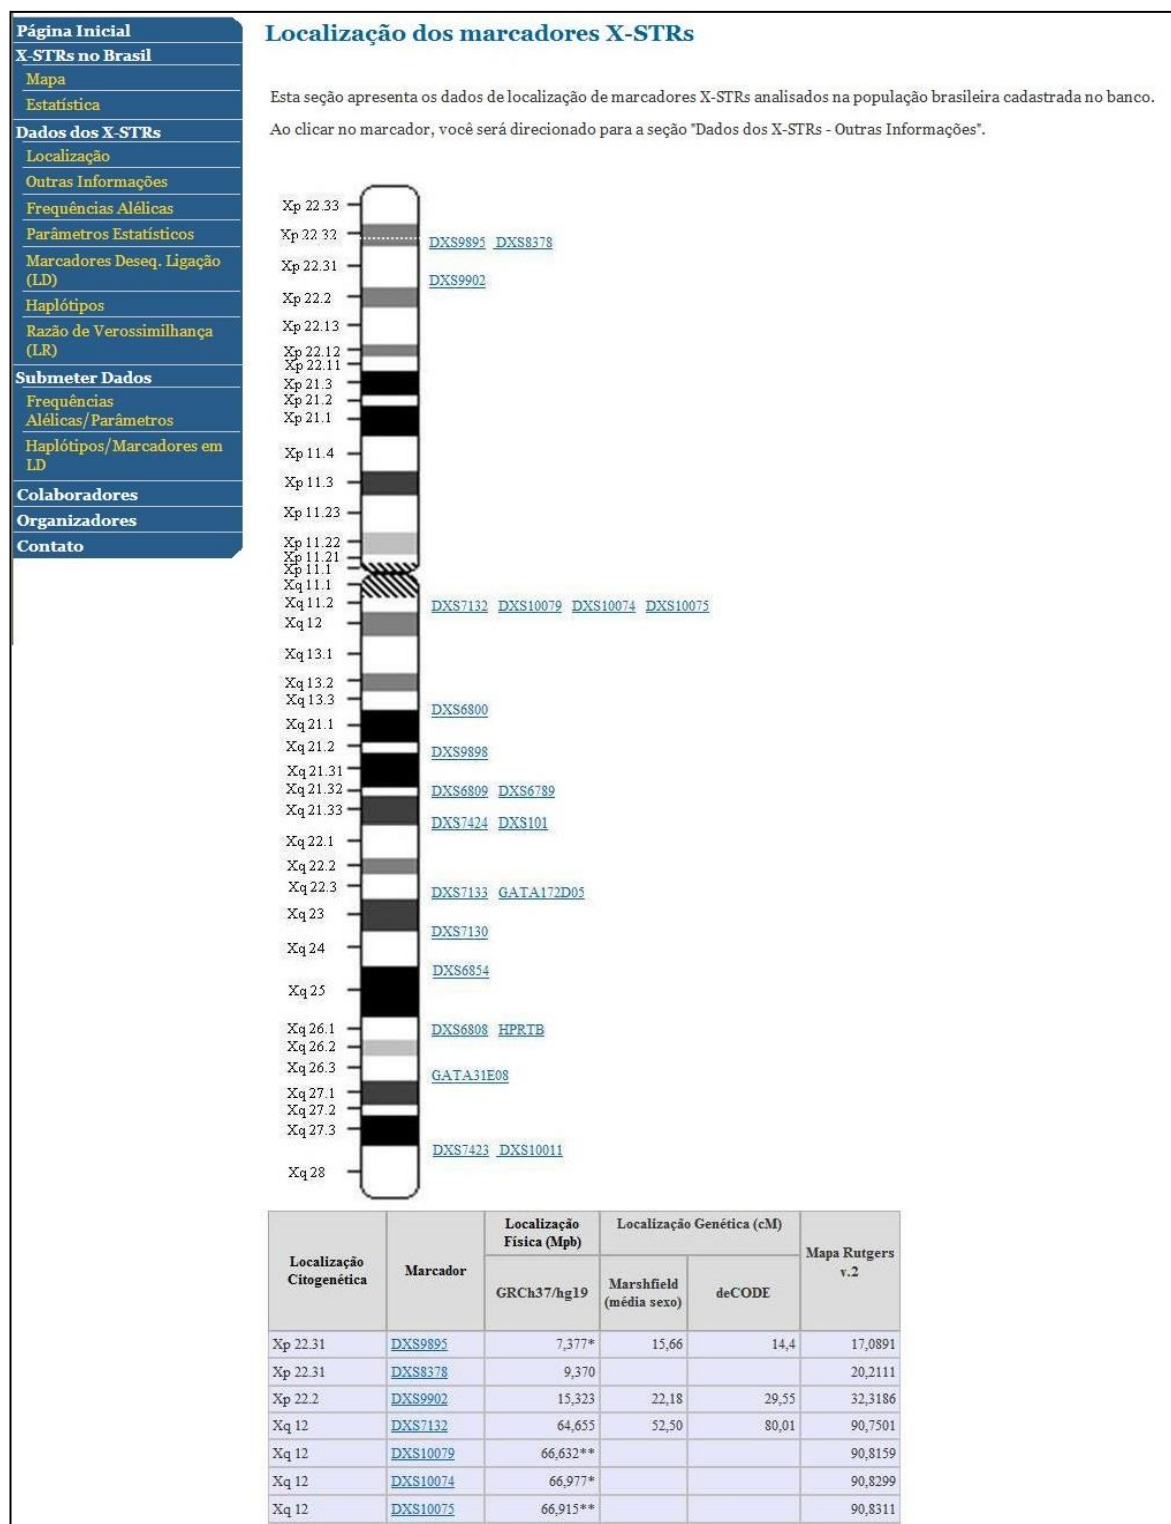 Página Inicial
X-STRs no Brasil
Mapa
Estatística
Dados dos X-STRs
Localização
Outras Informações
Frequências Alélicas
Parâmetros Estatísticos
Marcadores Deseq. Ligação
(LD)
Haplótipos
Razão de Verossimilhança
(LR)
Submeter Dados
Frequências
Alélicas/Parâmetros
Haplótipos/Marcadores em
LD
Colaboradores
Organizadores
Contato
Localização dos marcadores X-STRs
Esta seção apresenta os dados de localização de marcadores X-STRs analisados na população brasileira cadastrada no banco.
Ao clicar no marcador, você será direcionado para a seção "Dados dos X-STRs - Outras Informações".
Xp 22.33
Xp 22.32
DXS9895 DXS8378
Xp 22.31
DXS9902
Xp 22.2
Xp 22.13
Xp 22.12
Xp 22.11
Xp 21.3
Xp 21.2
Xp 21.1
Xp 11.4
Xp 11.3
Xp 11.23
Xp 11.22
Xp 11.21
Xp 11.1
Xq 11.1
Xq 11.2 DXS7132 DXS10079 DXS10074 DXS10075
Xq 12
Xq 13.1
Xq 13.2
Xq 13.3
DXS6800
Xq 21.1
Xq 21.2 DXS9898
Xq 21.31
Xq 21.32 DXS6809 DXS6789
Xq 21.33
DXS7424 DXS101
Xq 22.1
Xq 22.2
Xq 22.3 DXS7133 GATA172D05
Xq 23
DXS7130
Xq 24
DXS6854
Xq 25
Xq 26.1 DXS6808 HPRTB
Xq 26.2
Xq 26.3
GATA31E08
Xq 27.1
Xq 27.2
Xq 27.3
DXS7423 DXS10011
Xq 28
Localização Citogenética Marcador Localização Física (Mpb) Localização Genética (cM) Mapa Rutgers v.2
GRCh37/hg19 Marshfield (média sexo) deCODE
Xp 22.31 DXS9895 7,377* 15,66 14,4 17,0891
Xp 22.31 DXS8378 9,370 20,2111
Xp 22.2 DXS9902 15,323 22,18 29,55 32,3186
Xq 12 DXS7132 64,655 52,50 80,01 90,7501
Xq 12 DXS10079 66,632** 90,8159
Xq 12 DXS10074 66,977* 90,8299
Xq 12 DXS10075 66,915** 90,8311